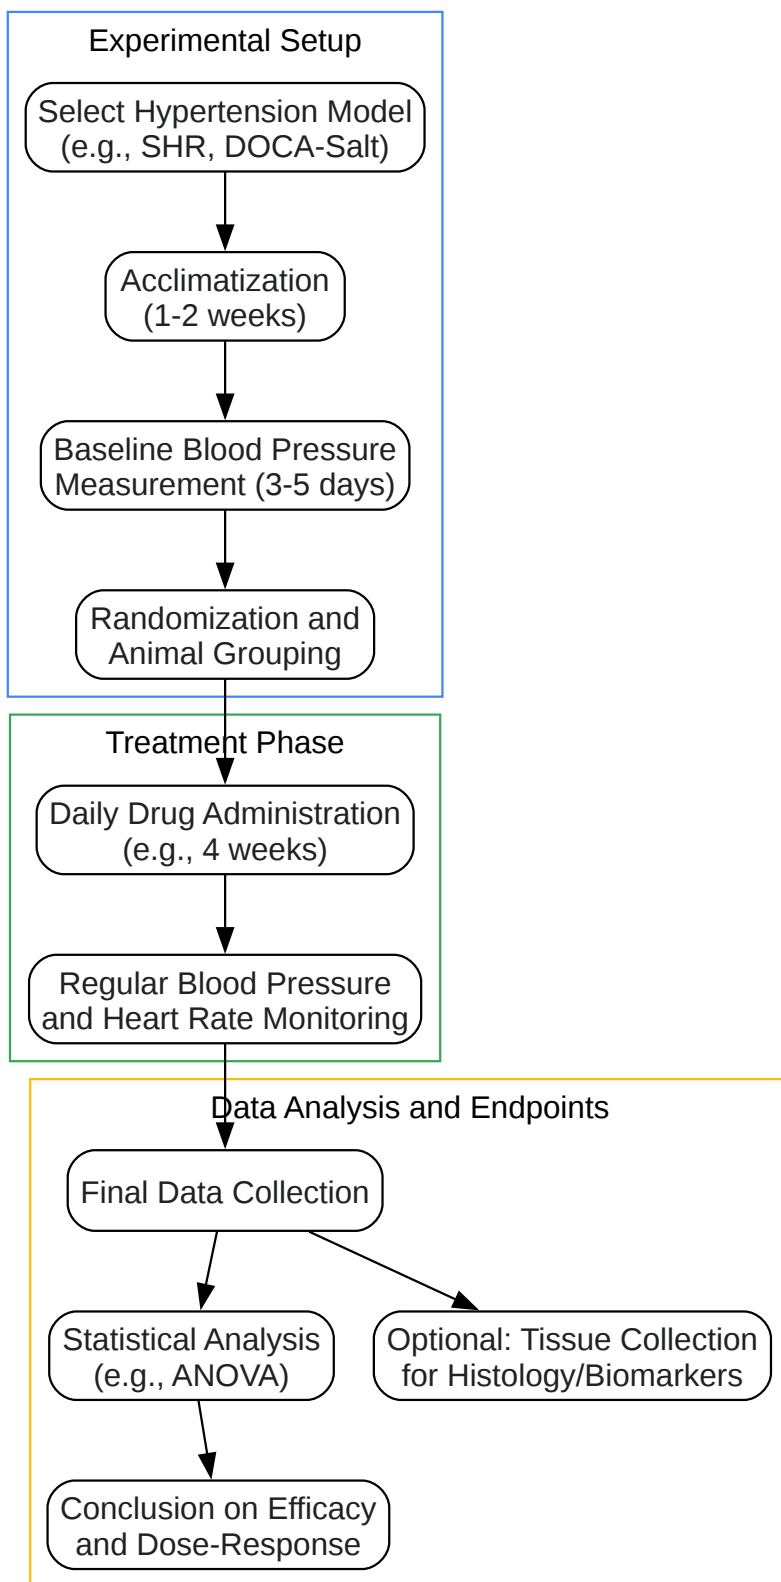 Experimental Setup
Select Hypertension Model
(e.g., SHR, DOCA-Salt)
Acclimatization
(1-2 weeks)
Baseline Blood Pressure
Measurement (3-5 days)
Randomization and
Animal Grouping
Treatment Phase
Daily Drug Administration
(e.g., 4 weeks)
Regular Blood Pressure
and Heart Rate Monitoring
Data Analysis and Endpoints
Final Data Collection
Statistical Analysis
(e.g., ANOVA)
Optional: Tissue Collection
for Histology/Biomarkers
Conclusion on Efficacy
and Dose-Response